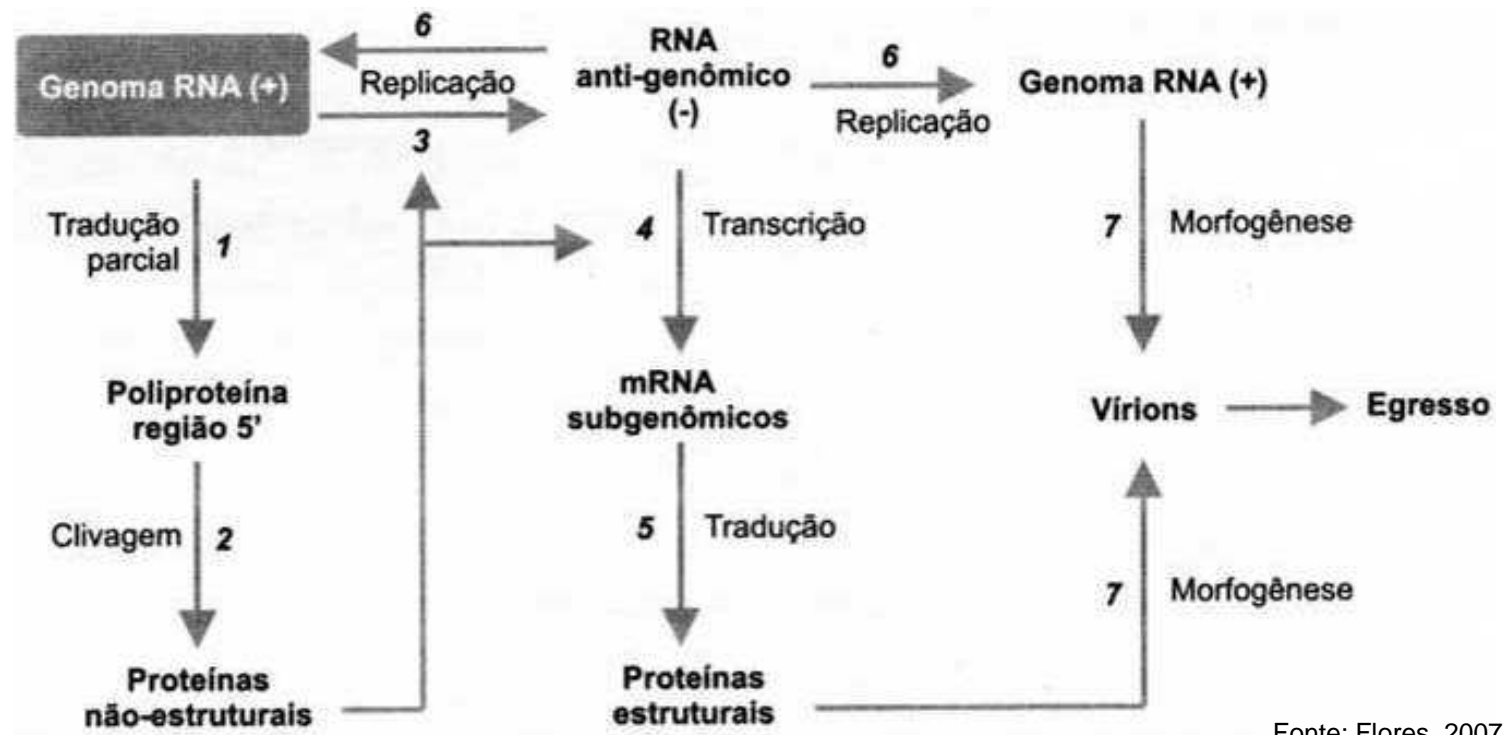 6
RNA
anti-genômico
(-)
Genoma RNA (+)
Replicação
3
6
Replicação
Genoma RNA (+)
Tradução
parcial
1
4
Transcrição
7
Morfogênese
Poliproteína
região 5'
mRNA
subgenômicos
Vírions
Egresso
Clivagem
2
5
Tradução
7
Morfogênese
Proteínas
não-estruturais
Proteínas
estruturais
Fonte: Flores, 2007